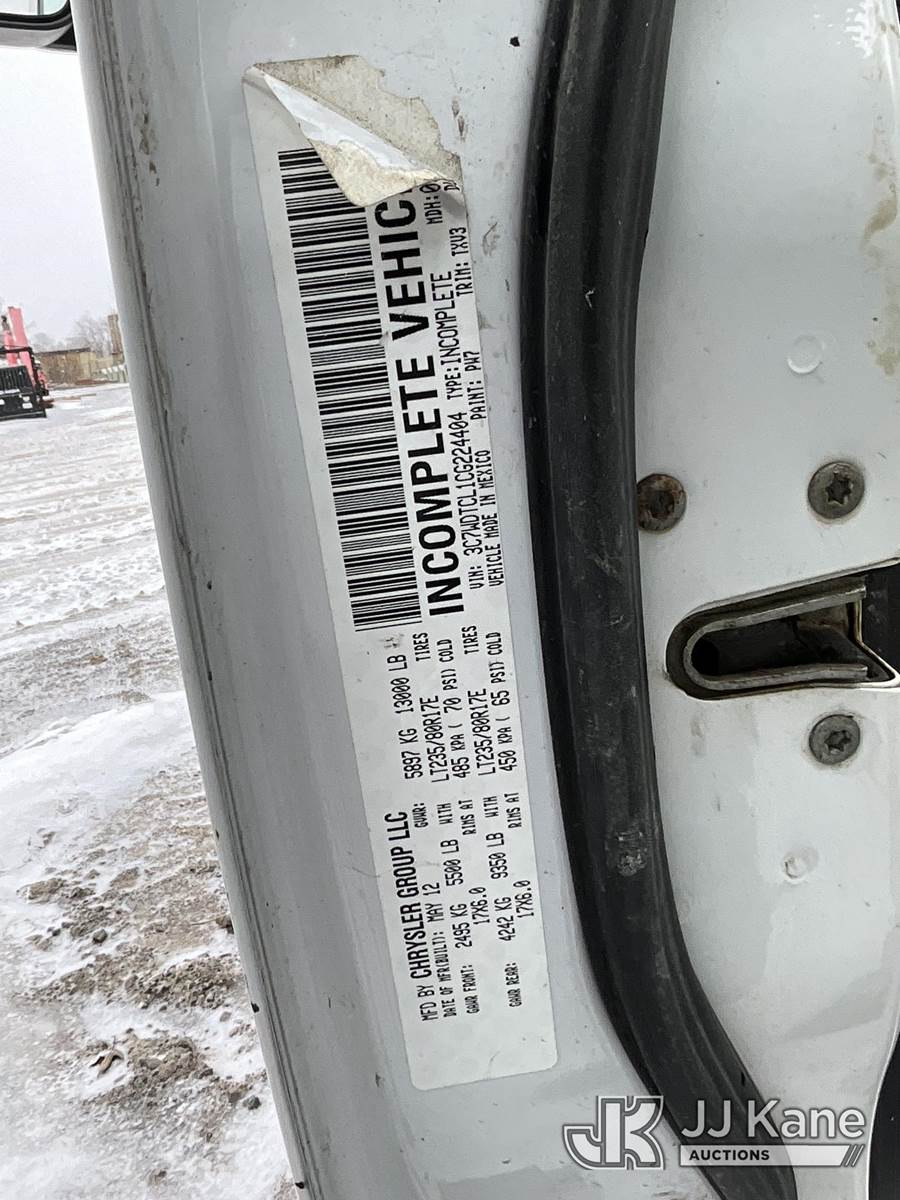 MFD BY CHRYSLER GROUP LLC
DATE OF MFR(BUILT): MAY 12 GVWR: 5897 KG 13000 LB
GAWR FRONT: 2495 KG 5500 LB WITH LT235/80R17E TIRES
17X6.0 RIMS AT 485 KPA ( 70 PSI) COLD
GAWR REAR: 4242 KG 9350 LB WITH LT235/80R17E TIRES
17X6.0 RIMS AT 450 KPA ( 65 PSI) COLD
INCOMPLETE VEHIC
VIN: 3C7WDTCL1CG224404 TYPE: INCOMPLETE MDH: 0
VEHICLE MADE IN MEXICO PAINT: PW7 TRIM: TXV3
JJ Kane
AUCTIONS